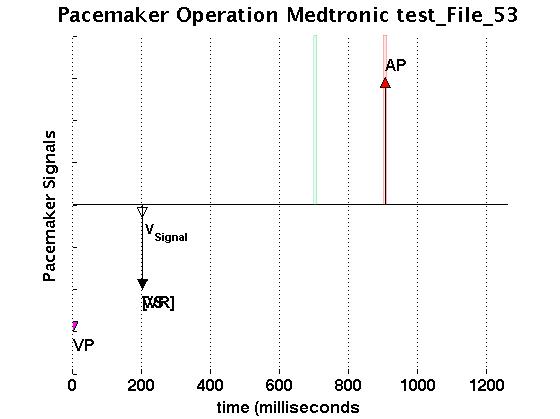 Pacemaker Operation Medtronic test_File_53
AP
Pacemaker Signals
V Signal
VP
0 200 400 600 800 1000 1200
time (milliseconds